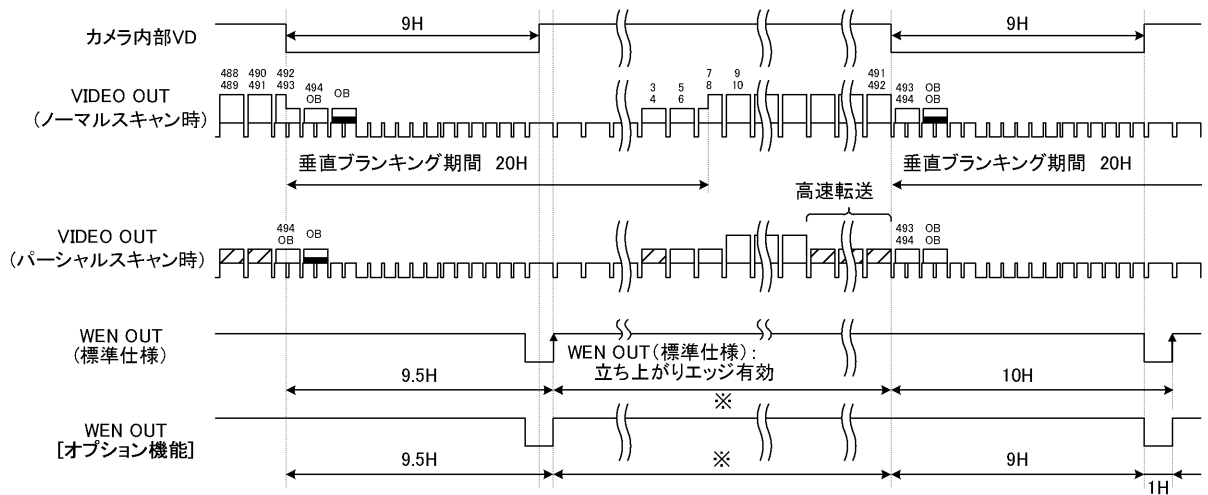 カメラ内部VD
9H
9H
VIDEO OUT
(ノーマルスキャン時)
488
489
490
491
492
493
494
OB
OB
3
4
5
6
7
8
9
10
491
492
493
494
OB
OB
垂直ブランキング期間 20H
垂直ブランキング期間 20H
高速転送
VIDEO OUT
(パーシャルスキャン時)
494
OB
OB
493
494
OB
OB
WEN OUT
(標準仕様)
WEN OUT(標準仕様):
立ち上がりエッジ有効
9.5H
※
10H
WEN OUT
[オプション機能]
9.5H
※
9H
1H